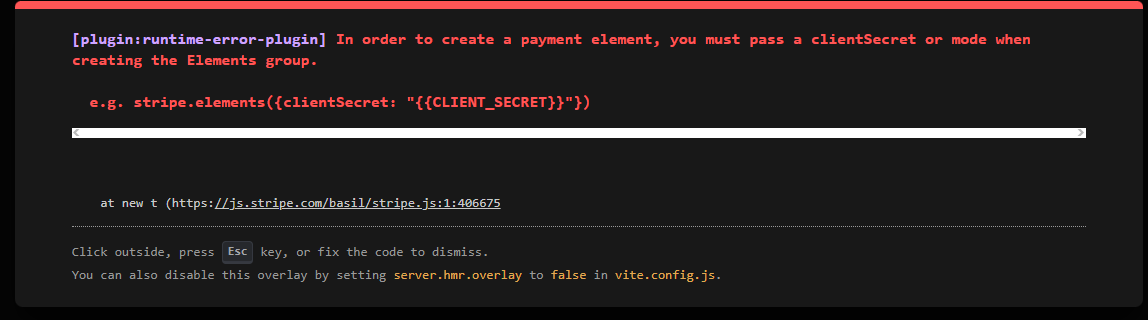 [plugin:runtime-error-plugin] In order to create a payment element, you must pass a clientSecret or mode when
creating the Elements group.
e.g. stripe.elements({clientSecret: "{{CLIENT_SECRET}}"})
at new t (https://js.stripe.com/basil/stripe.js:1:406675
Click outside, press Esc key, or fix the code to dismiss.
You can also disable this overlay by setting server.hmr.overlay to false in vite.config.js.